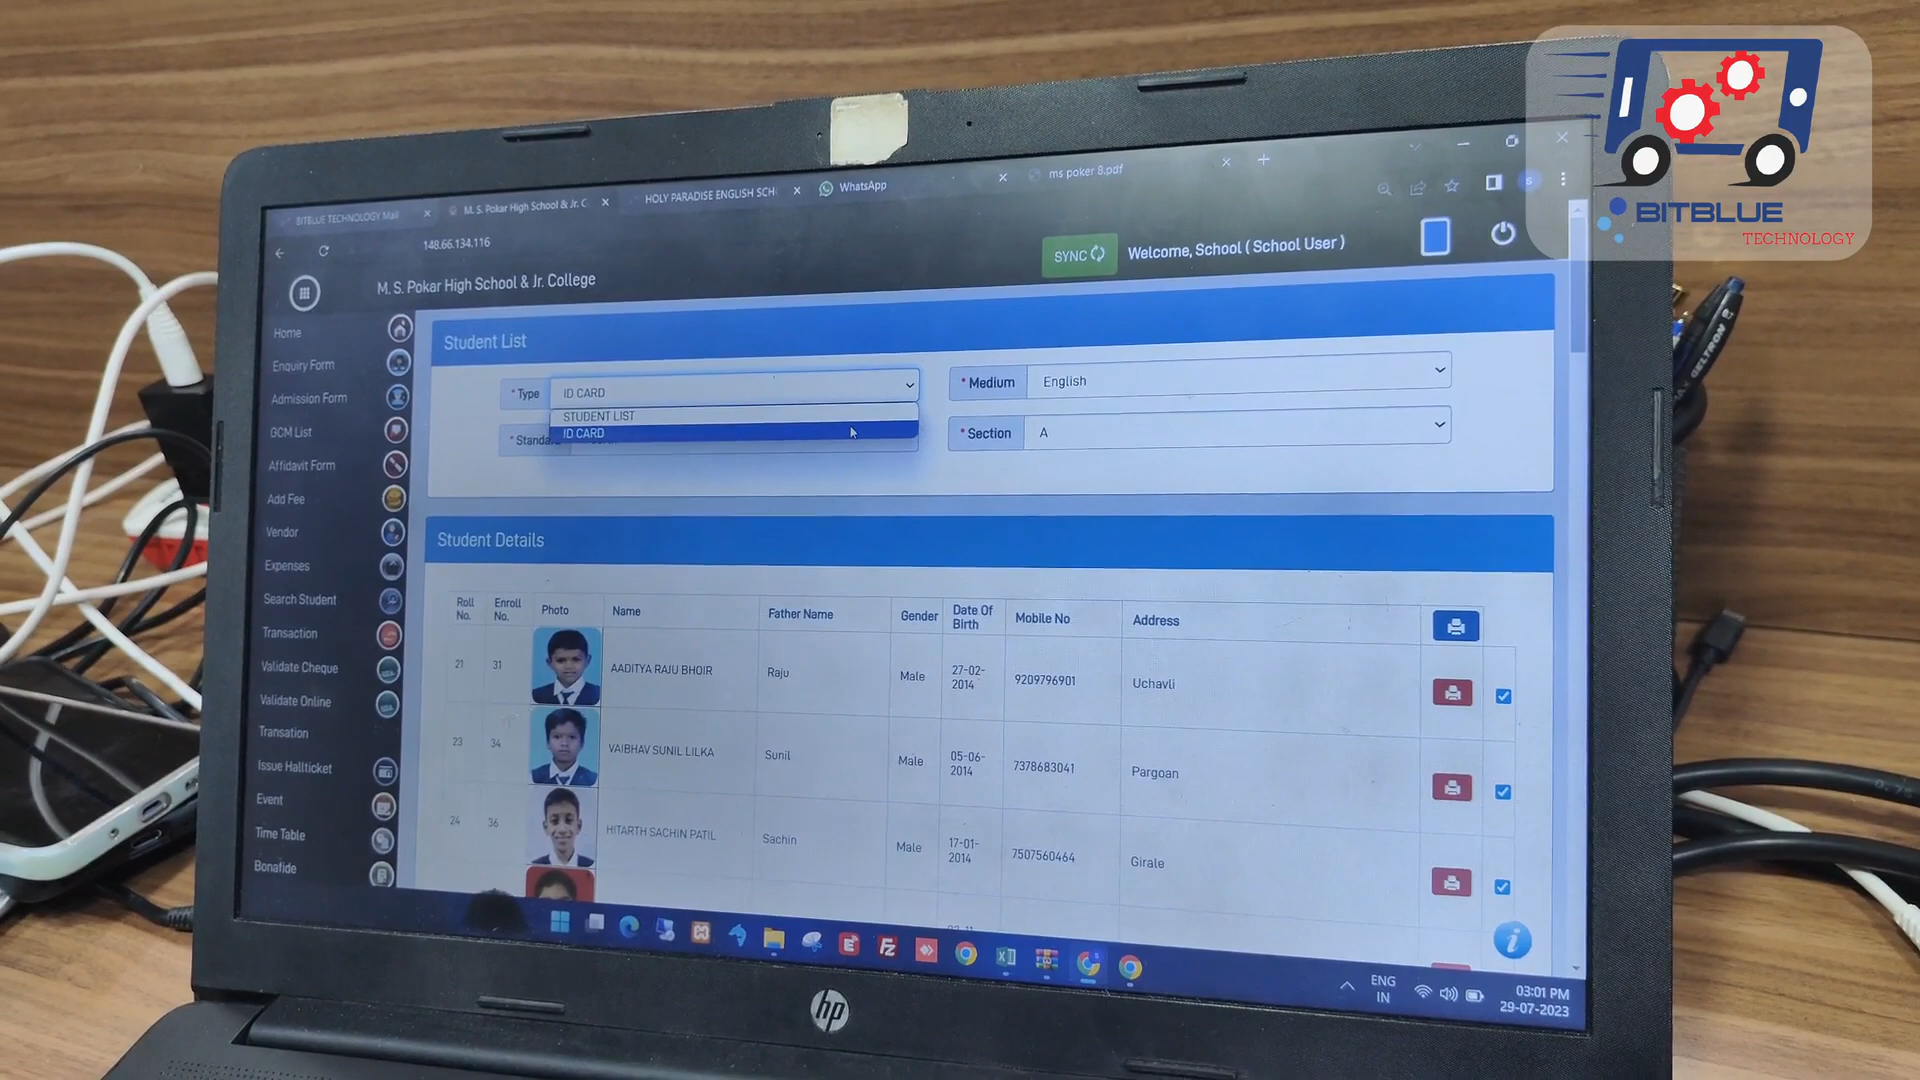 BITBLUE
TECHNOLOGY
BITBLUE TECHNOLOGY Mail
M. S. Pokar High School & Jr. C
HOLY PARADISE ENGLISH SCH
WhatsApp
ms poker 8.pdf
148.66.134.116
M. S. Pokar High School & Jr. College
SYNC
Welcome, School ( School User )
Home
Enquiry Form
Admission Form
GCM List
Affidavit Form
Add Fee
Vendor
Expenses
Search Student
Transaction
Validate Cheque
Validate Online
Transation
Issue Hallticket
Event
Time Table
Bonafide
Student List
* Type ID CARD
STUDENT LIST
ID CARD
* Medium English
* Section A
Student Details
Roll No. Enroll No. Photo Name Father Name Gender Date Of Birth Mobile No Address
21 31 AADITYA RAJU BHOIR Raju Male 27-02-2014 9209796901 Uchavli
23 34 VAIBHAV SUNIL LILKA Sunil Male 05-06-2014 7378683041 Pargoan
24 36 HITARTH SACHIN PATIL Sachin Male 17-01-2014 7507560464 Girale
ENG
IN
03:01 PM
29-07-2023
hp
GELTRON